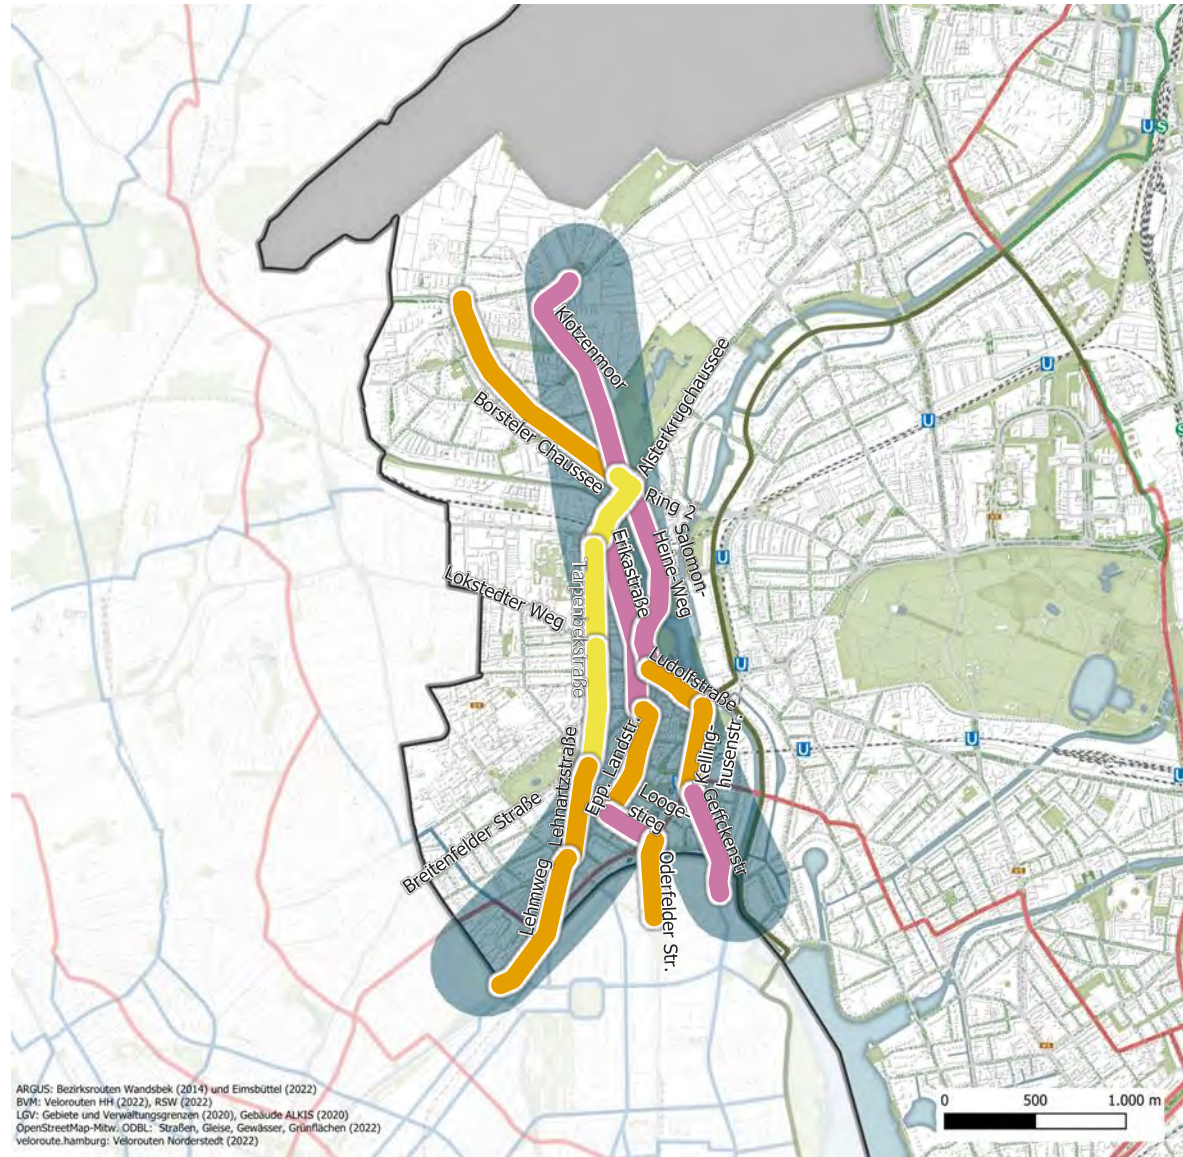 U S
Klotzenmoor
U
Alsterkrugchaussee
Borsteler Chaussee
U
S
Ring 2
Salomon-
Heine-Weg
Erikastraße
U
Tarpenbekstraße
Lokstedter Weg
Ludolfstraße
U
Kelling-
husenstr.
Epp. Landstr.
U
U
U
Looge-
stieg
Geffckenstr
Lehnartzstraße
Breitenfelder Straße
Lehmweg
Oderfelder Str.
ARGUS: Bezirksrouten Wandsbek (2014) und Eimsbüttel (2022)
BVM: Velorouten HH (2022), RSW (2022)
LGV: Gebiete und Verwaltungsgrenzen (2020), Gebäude ALKIS (2020)
OpenStreetMap-Mitw. ODBL: Straßen, Gleise, Gewässer, Grünflächen (2022)
veloroute.hamburg: Velorouten Norderstedt (2022)
0 500 1.000 m